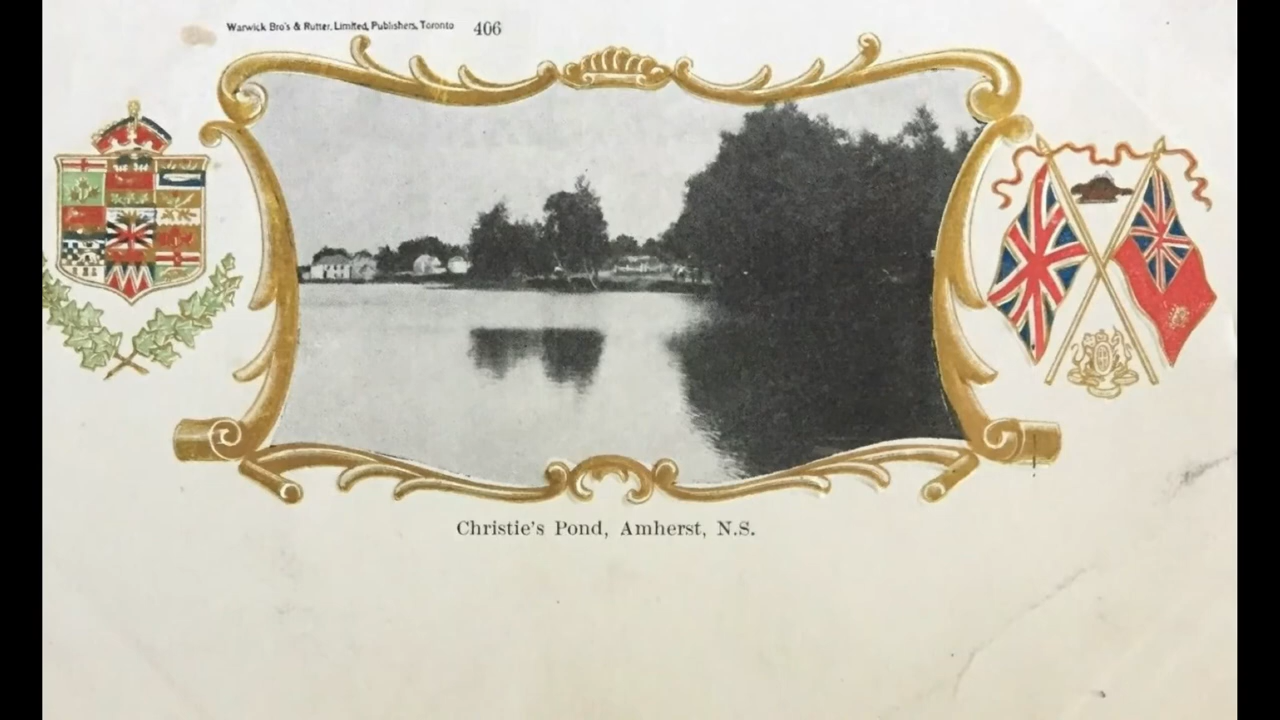 Warwick Bro's & Rutter, Limited, Publishers, Toronto 406
Christie's Pond, Amherst, N.S.